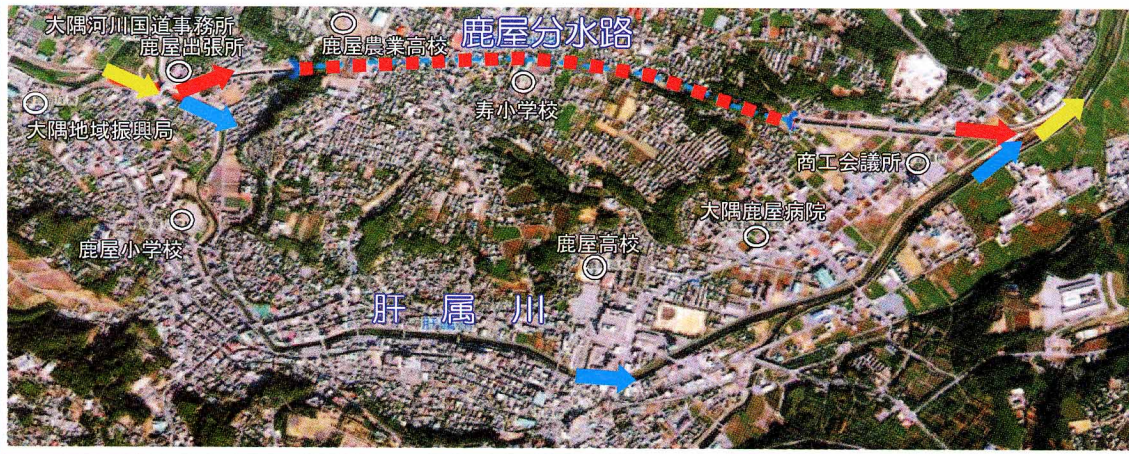 大隅河川国道事務所
鹿屋出張所
鹿屋農業高校
鹿屋分水路
寿小学校
大隅地域振興局
商工会議所
大隅鹿屋病院
鹿屋小学校
鹿屋高校
肝属川